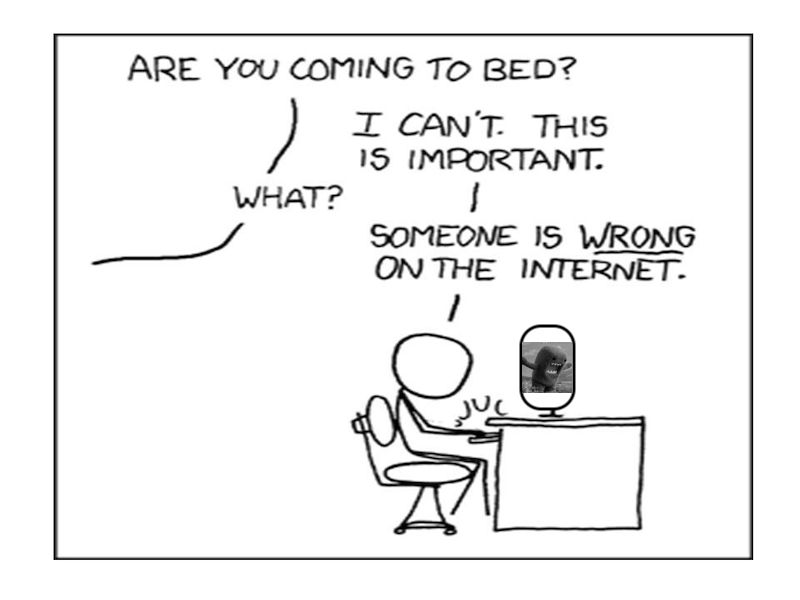 ARE YOU COMING TO BED?
I CAN'T. THIS
IS IMPORTANT.
WHAT?
SOMEONE IS WRONG
ON THE INTERNET.